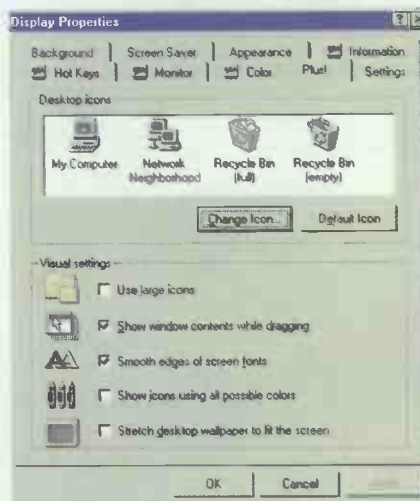 Display Properties
Background Screen Saver Appearance Information
Hot Keys Monitor Color Plus! Settings
Desktop icons
My Computer Network Neighborhood Recycle Bin (full) Recycle Bin (empty)
Change Icon... Default Icon
Visual settings
Use large icons
Show window contents while dragging
Smooth edges of screen fonts
Show icons using all possible colors
Stretch desktop wallpaper to fit the screen
OK Cancel